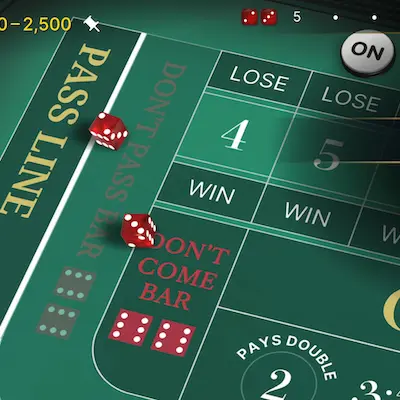 0–2,500
5
ON
PASS LINE
DON'T PASS BAR
LOSE
LOSE
4
5
WIN
WIN
W
DON'T
COME
BAR
PAYS DOUBLE
2
3:4